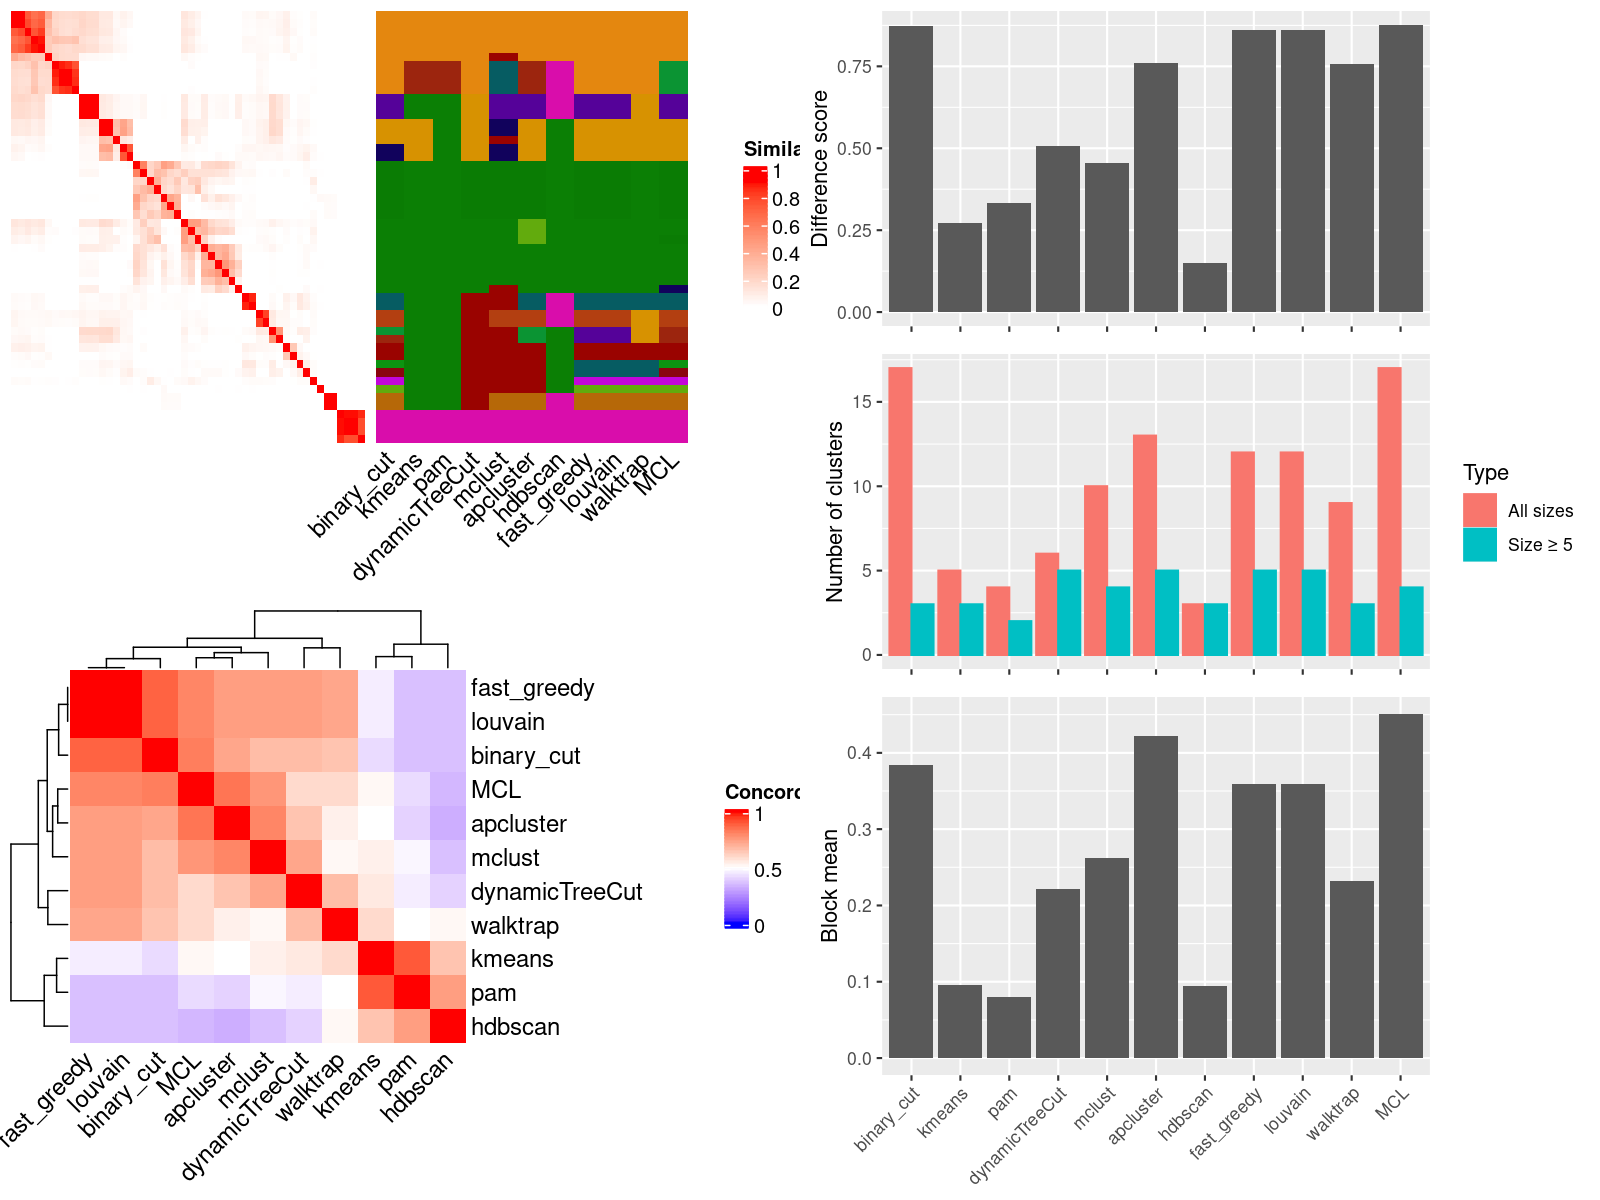 Simila
1
0.8
0.6
0.4
0.2
0
binary_cut
kmeans
pam
dynamicTreeCut
mclust
apcluster
hdbscan
fast_greedy
louvain
walktrap
MCL
fast_greedy
louvain
binary_cut
MCL
apcluster
mclust
dynamicTreeCut
walktrap
kmeans
pam
hdbscan
fast_greedy
louvain
binary_cut
MCL
apcluster
mclust
dynamicTreeCut
walktrap
kmeans
pam
hdbscan
Concord
1
0.5
0
Difference score
0.75
0.50
0.25
0.00
Number of clusters
15
10
5
0
Type
All sizes
Size ≥ 5
Block mean
0.4
0.3
0.2
0.1
0.0
binary_cut
kmeans
pam
dynamicTreeCut
mclust
apcluster
hdbscan
fast_greedy
louvain
walktrap
MCL